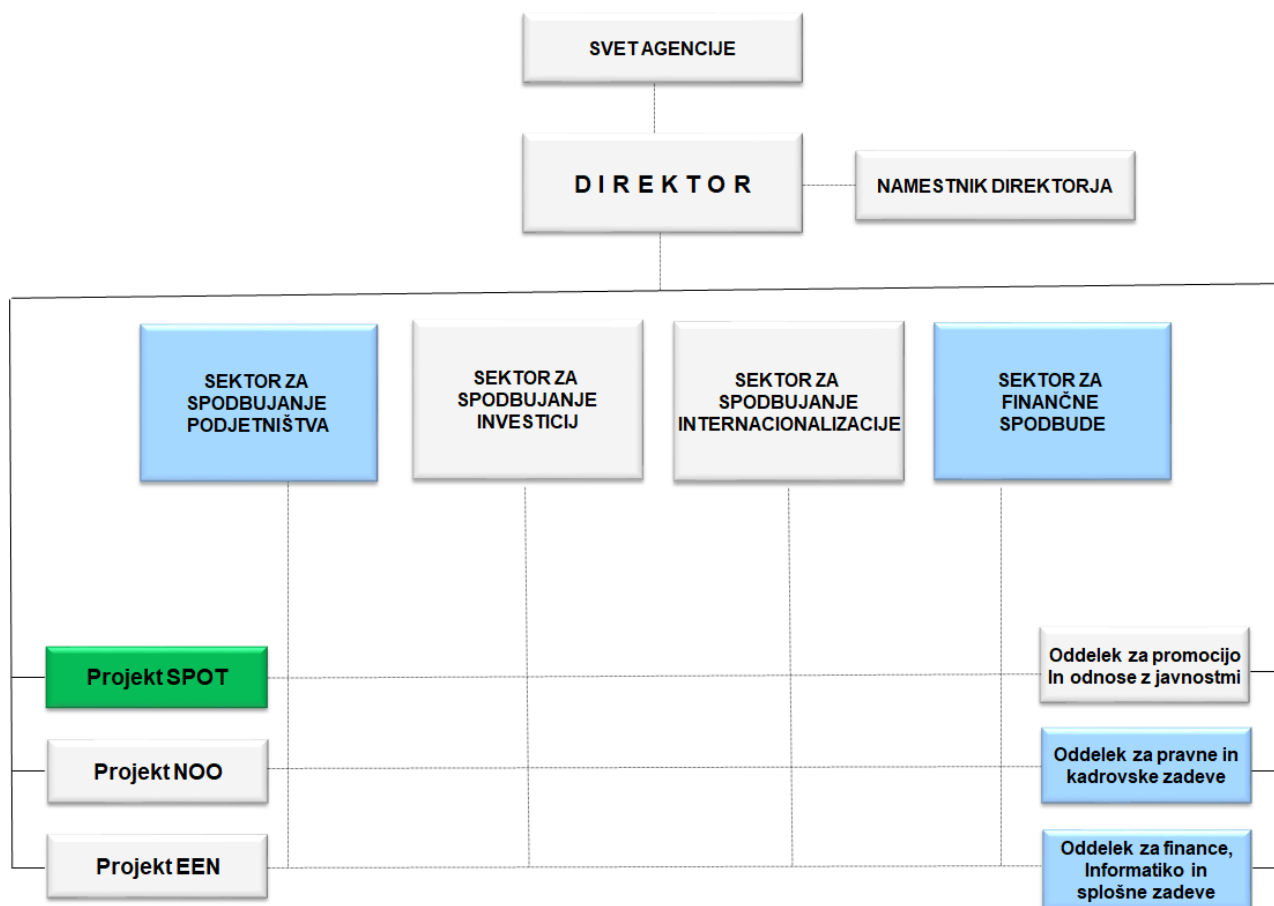 SVET AGENCIJE
DIREKTOR
NAMESTNIK DIREKTORJA
SEKTOR ZA
SPODBUJANJE
PODJETNIŠTVA
SEKTOR ZA
SPODBUJANJE
INVESTICIJ
SEKTOR ZA
SPODBUJANJE
INTERNACIONALIZACIJE
SEKTOR ZA
FINANČNE
SPODBUDE
Projekt SPOT
Oddelek za promocijo
In odnose z javnostmi
Projekt NOO
Oddelek za pravne in
kadrovske zadeve
Projekt EEN
Oddelek za finance,
Informatiko in
splošne zadeve